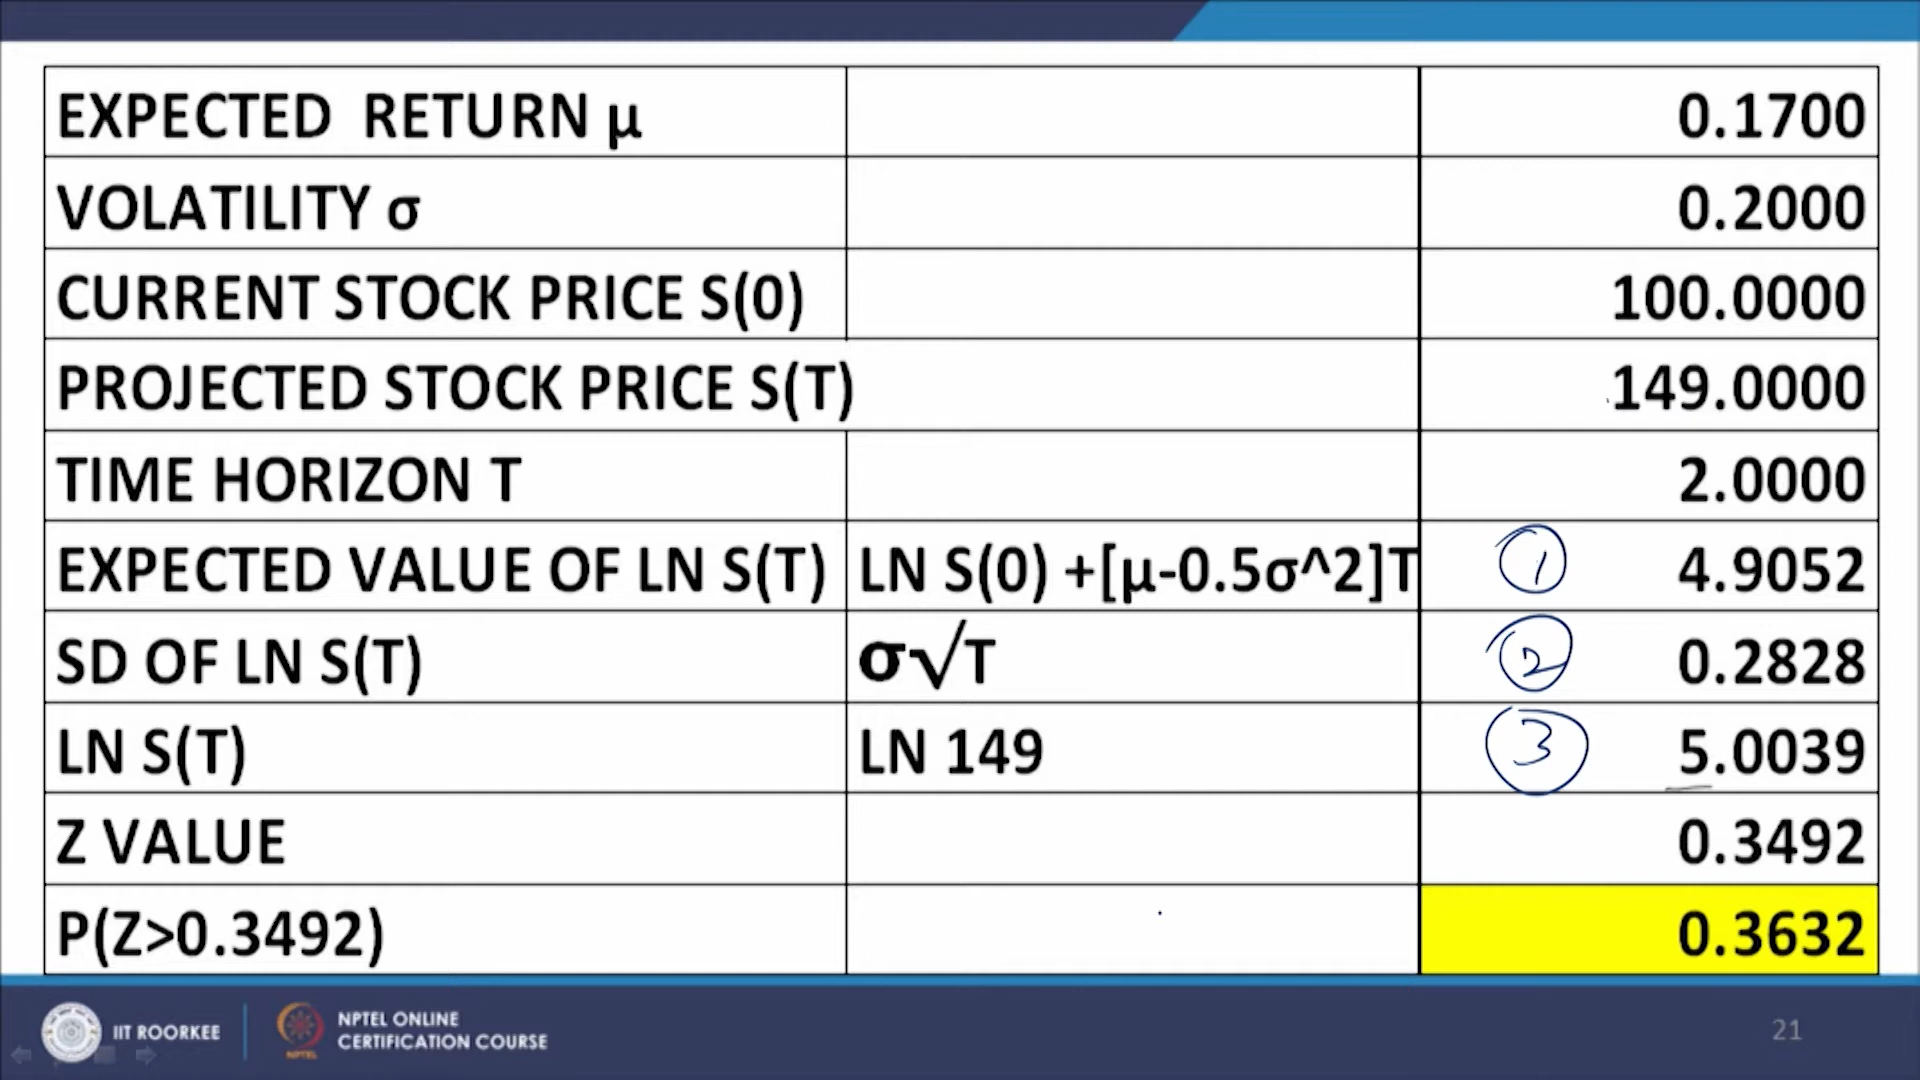 EXPECTED RETURN μ 0.1700
VOLATILITY σ 0.2000
CURRENT STOCK PRICE S(0) 100.0000
PROJECTED STOCK PRICE S(T) 149.0000
TIME HORIZON T 2.0000
EXPECTED VALUE OF LN S(T) LN S(0) +[μ-0.5σ^2]T 1 4.9052
SD OF LN S(T) σ√T 2 0.2828
LN S(T) LN 149 3 5.0039
Z VALUE 0.3492
P(Z>0.3492) 0.3632
IIT ROORKEE
NPTEL
NPTEL ONLINE
CERTIFICATION COURSE
21